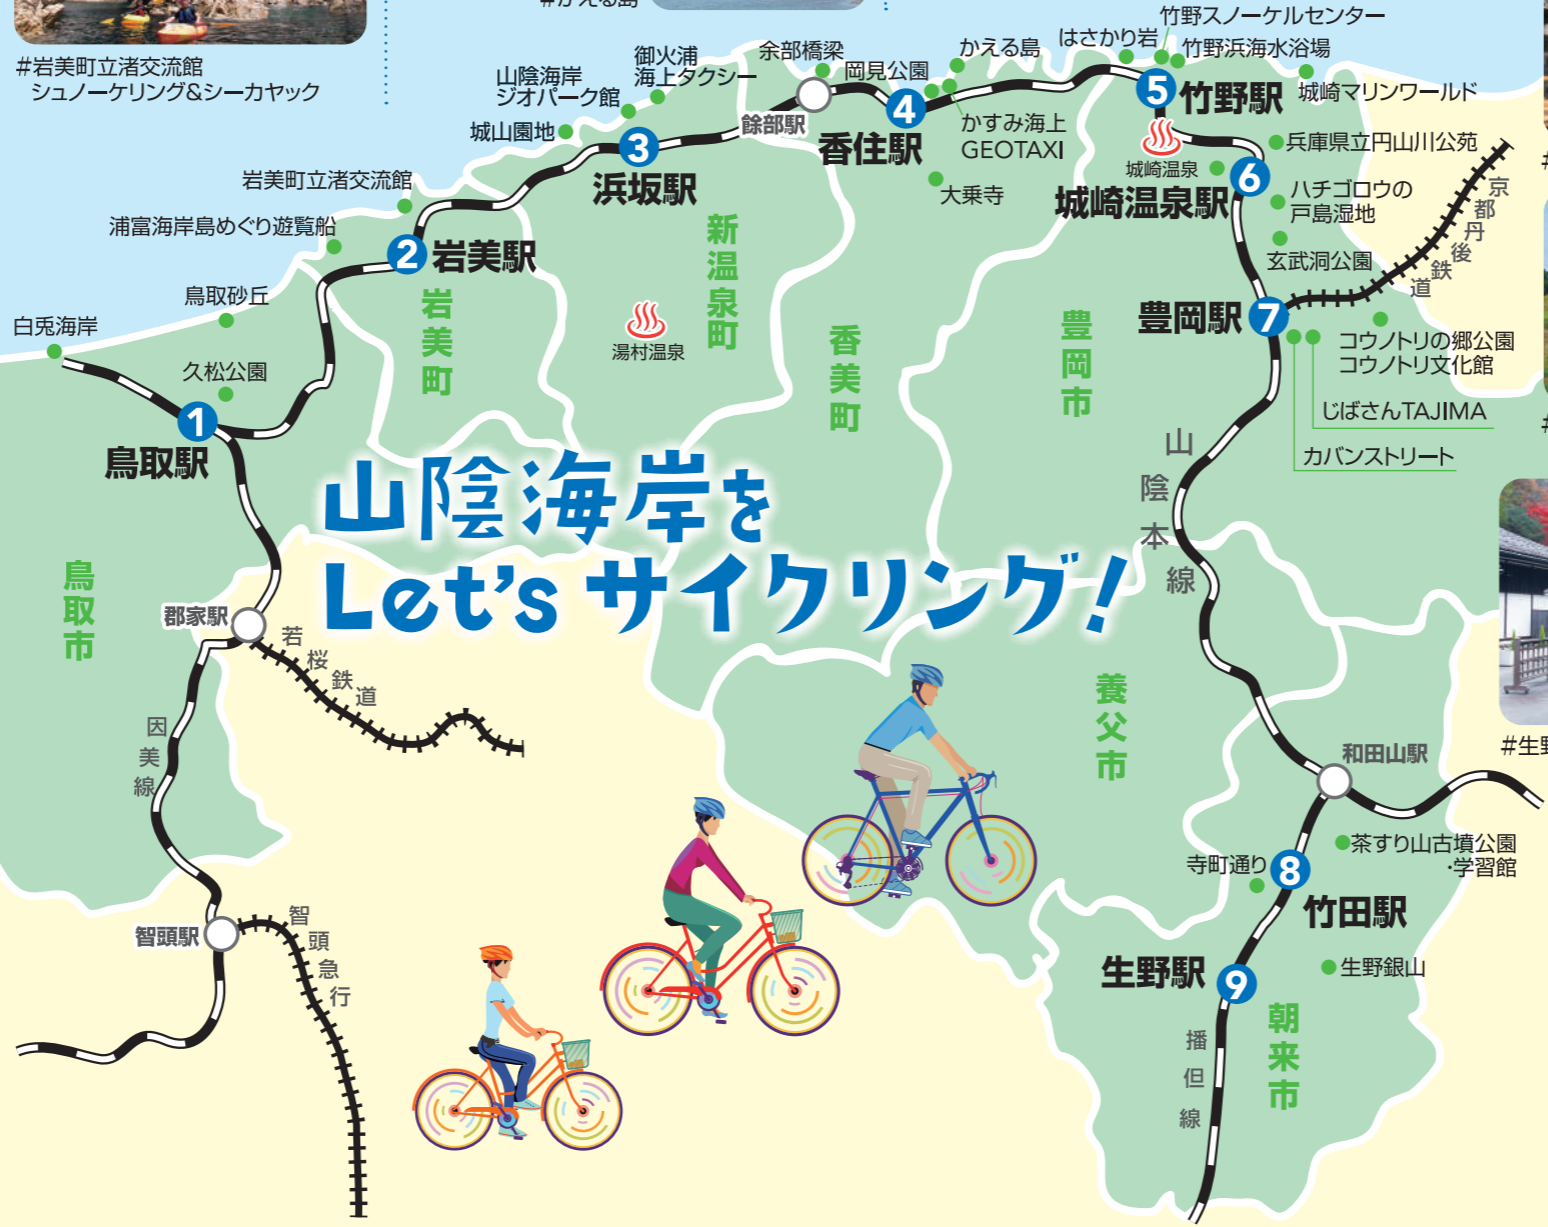 #かえる島
#岩美町立渚交流館
シュノーケリング&シーカヤック
竹野スノーケルセンター
はさかり岩
竹野浜海水浴場
かえる島
余部橋梁
岡見公園
御火浦
海上タクシー
山陰海岸
ジオパーク館
城山園地
5 竹野駅
城崎マリンワールド
4
香住駅
餘部駅
かすみ海上
GEOTAXI
大乗寺
3
浜坂駅
城崎温泉
6
城崎温泉駅
兵庫県立円山川公苑
ハチゴロウの
戸島湿地
玄武洞公園
京都丹後鉄道
岩美町立渚交流館
浦富海岸島めぐり遊覧船
2 岩美駅
鳥取砂丘
白兎海岸
久松公園
1
鳥取駅
岩美町
新温泉町
湯村温泉
香美町
豊岡市
豊岡駅 7
コウノトリの郷公園
コウノトリ文化館
じばさんTAJIMA
カバンストリート
山陰本線
山陰海岸を
Let'sサイクリング!
鳥取市
郡家駅
若桜鉄道
因美線
智頭駅
智頭急行
養父市
和田山駅
茶すり山古墳公園
・学習館
寺町通り
8
竹田駅
生野駅 9
生野銀山
朝来市
播但線